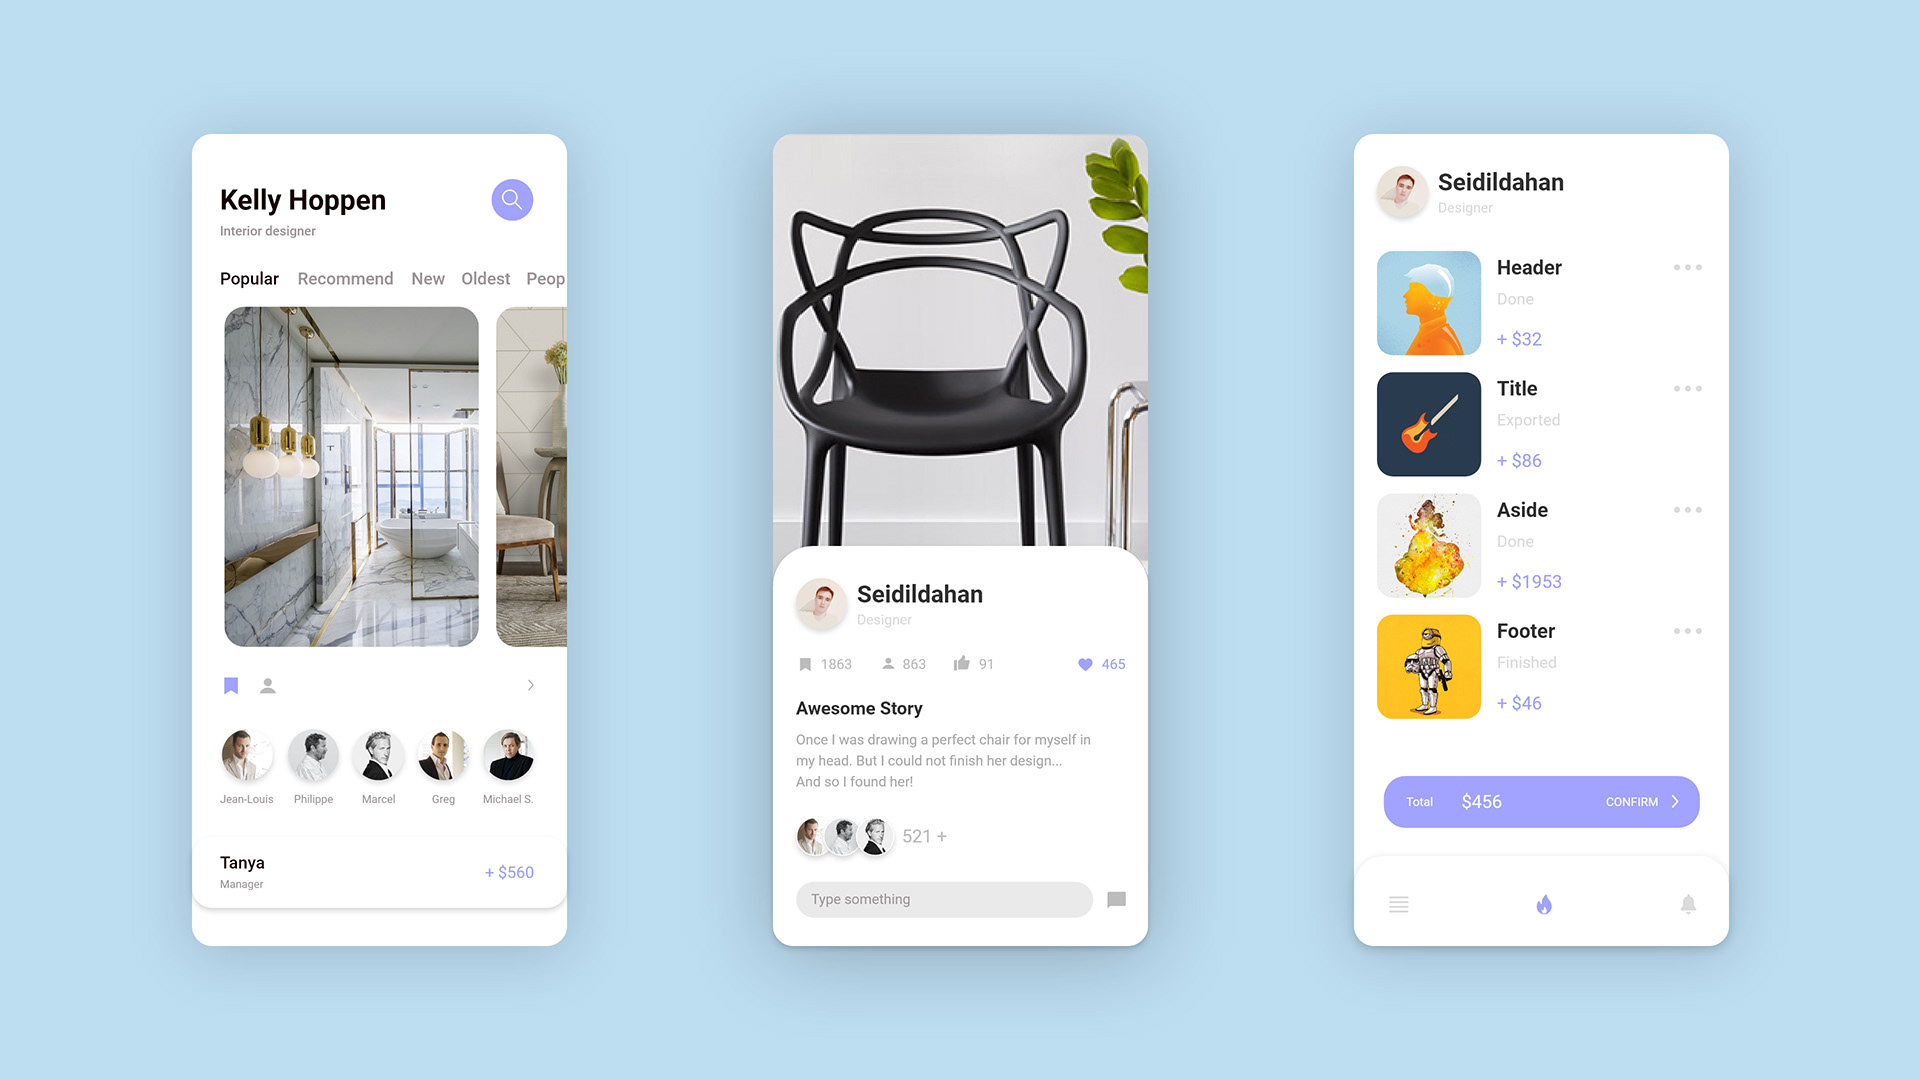 Kelly Hoppen
Interior designer
Popular Recommend New Oldest Peop
Jean-Louis Philippe Marcel Greg Michael S.
Tanya
Manager
+ $560
Seidildahan
Designer
1863 863 91 465
Awesome Story
Once I was drawing a perfect chair for myself in
my head. But I could not finish her design...
And so I found her!
521 +
Type something
Seidildahan
Designer
Header
Done
+ $32
Title
Exported
+ $86
Aside
Done
+ $1953
Footer
Finished
+ $46
Total $456 CONFIRM